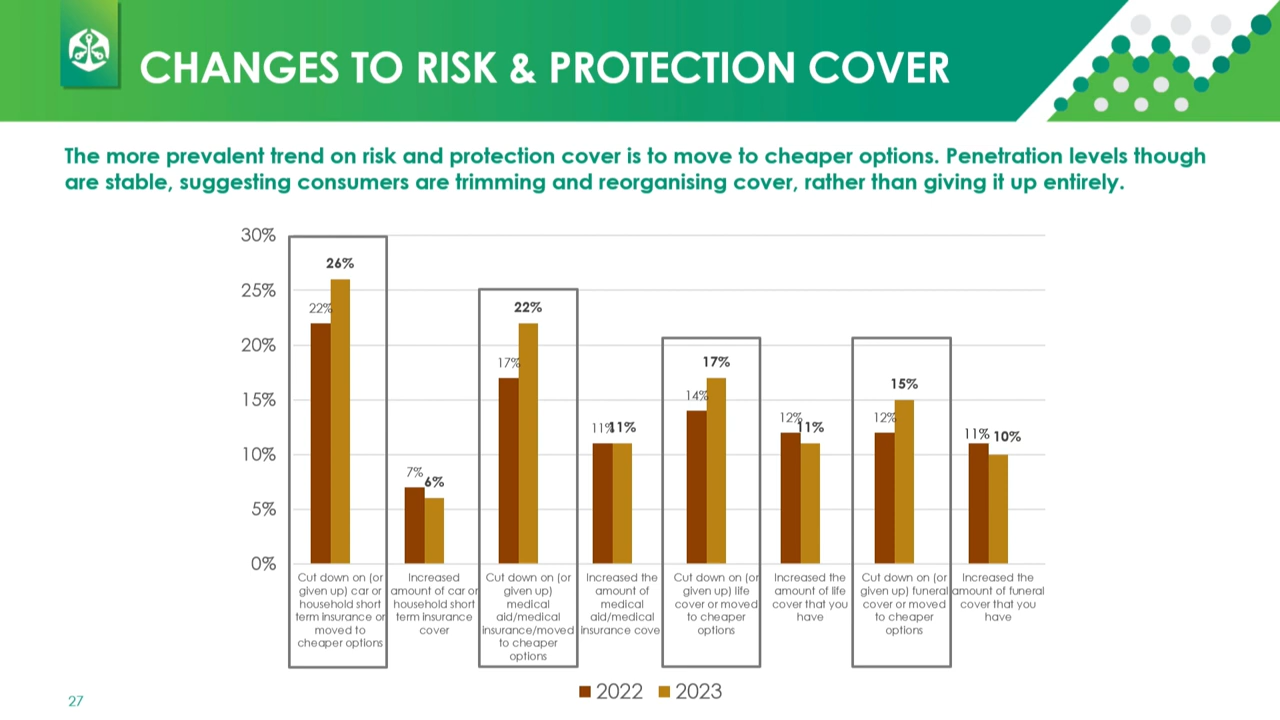 CHANGES TO RISK & PROTECTION COVER
The more prevalent trend on risk and protection cover is to move to cheaper options. Penetration levels though
are stable, suggesting consumers are trimming and reorganising cover, rather than giving it up entirely.
30%
25%
20%
15%
10%
5%
0%
22%
26%
7%
6%
17%
22%
11%
11%
14%
17%
12%
11%
12%
15%
11%
10%
Cut down on (or
given up) car or
household short
term insurance or
moved to
cheaper options
Increased
amount of car or
household short
term insurance
cover
Cut down on (or
given up)
medical
aid/medical
insurance/moved
to cheaper
options
Increased the
amount of
medical
aid/medical
insurance cove
Cut down on (or
given up) life
cover or moved
to cheaper
options
Increased the
amount of life
cover that you
have
Cut down on (or
given up) funeral
cover or moved
to cheaper
options
Increased the
amount of funeral
cover that you
have
2022
2023
27